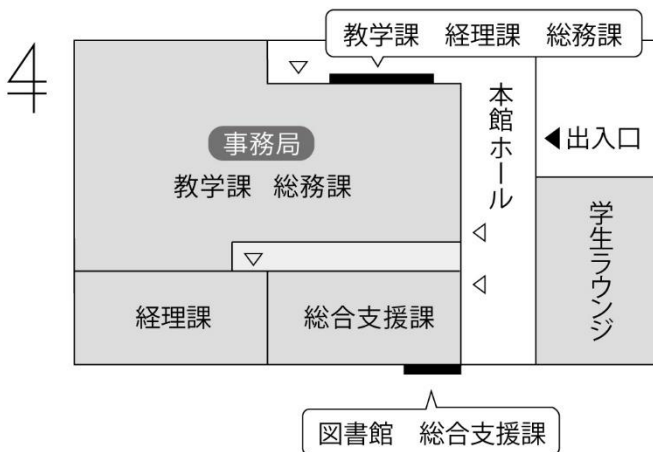 教学課 経理課 総務課
4
本館ホール
事務局
出入口
教学課 総務課
学生ラウンジ
経理課
総合支援課
図書館 総合支援課